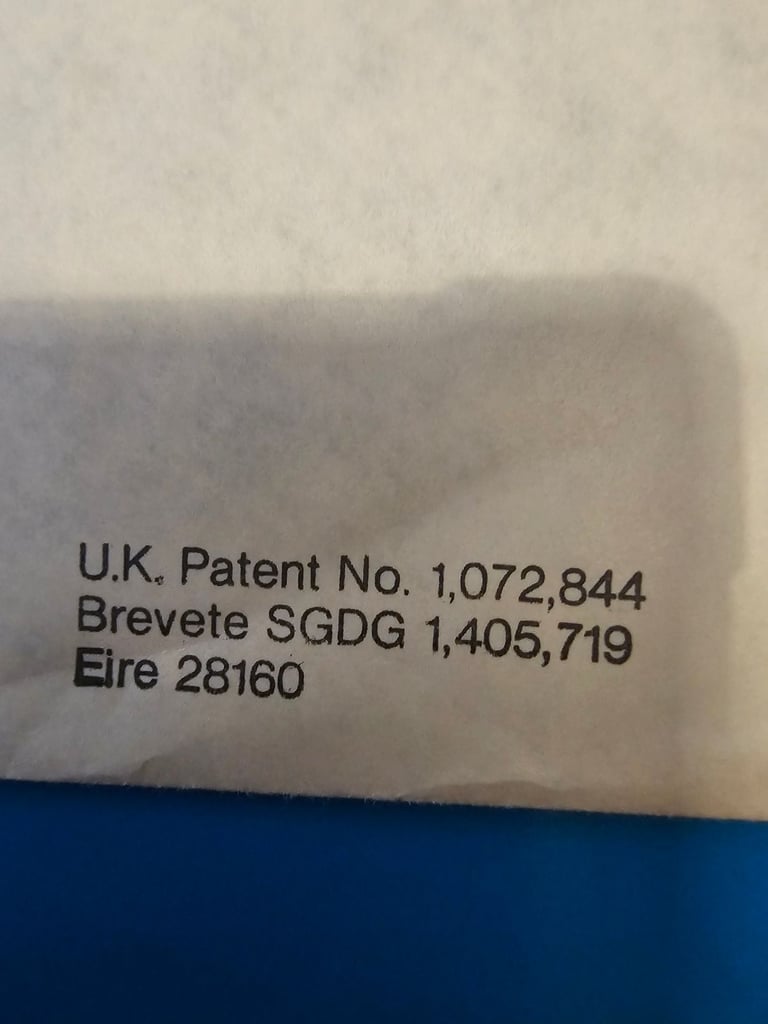 U.K. Patent No. 1,072,844
Brevete SGDG 1,405,719
Eire 28160